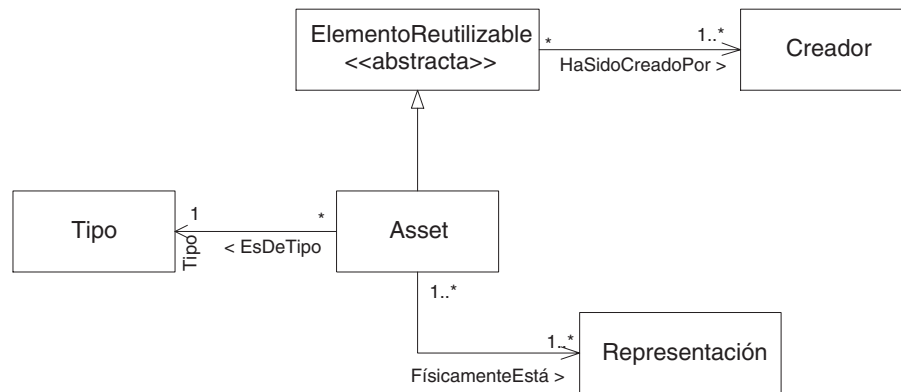 ElementoReutilizable
<<abstracta>>
*
1..*
HaSidoCreadoPor >
Creador
Tipo
1
Tipo
*
< EsDeTipo
Asset
1..*
1..*
FísicamenteEstá >
Representación